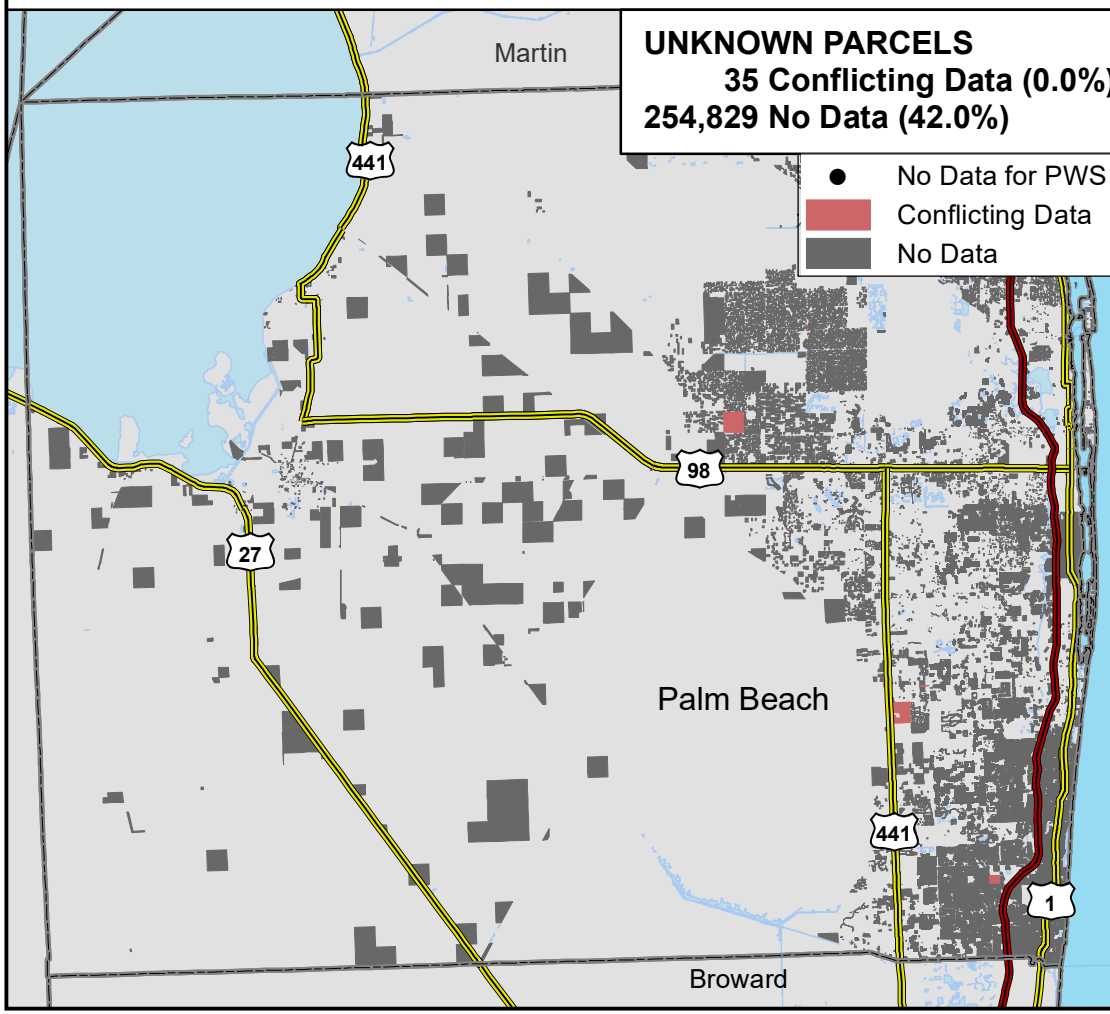 Martin
UNKNOWN PARCELS
35 Conflicting Data (0.0%)
254,829 No Data (42.0%)
No Data for PWS
Conflicting Data
No Data
441
98
27
Palm Beach
441
1
Broward